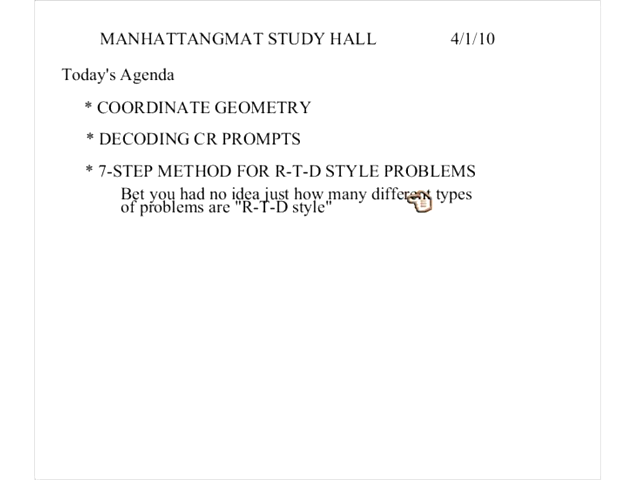 MANHATTANGMAT STUDY HALL 4/1/10
Today's Agenda
* COORDINATE GEOMETRY
* DECODING CR PROMPTS
* 7-STEP METHOD FOR R-T-D STYLE PROBLEMS
Bet you had no idea just how many different types
of problems are "R-T-D style"